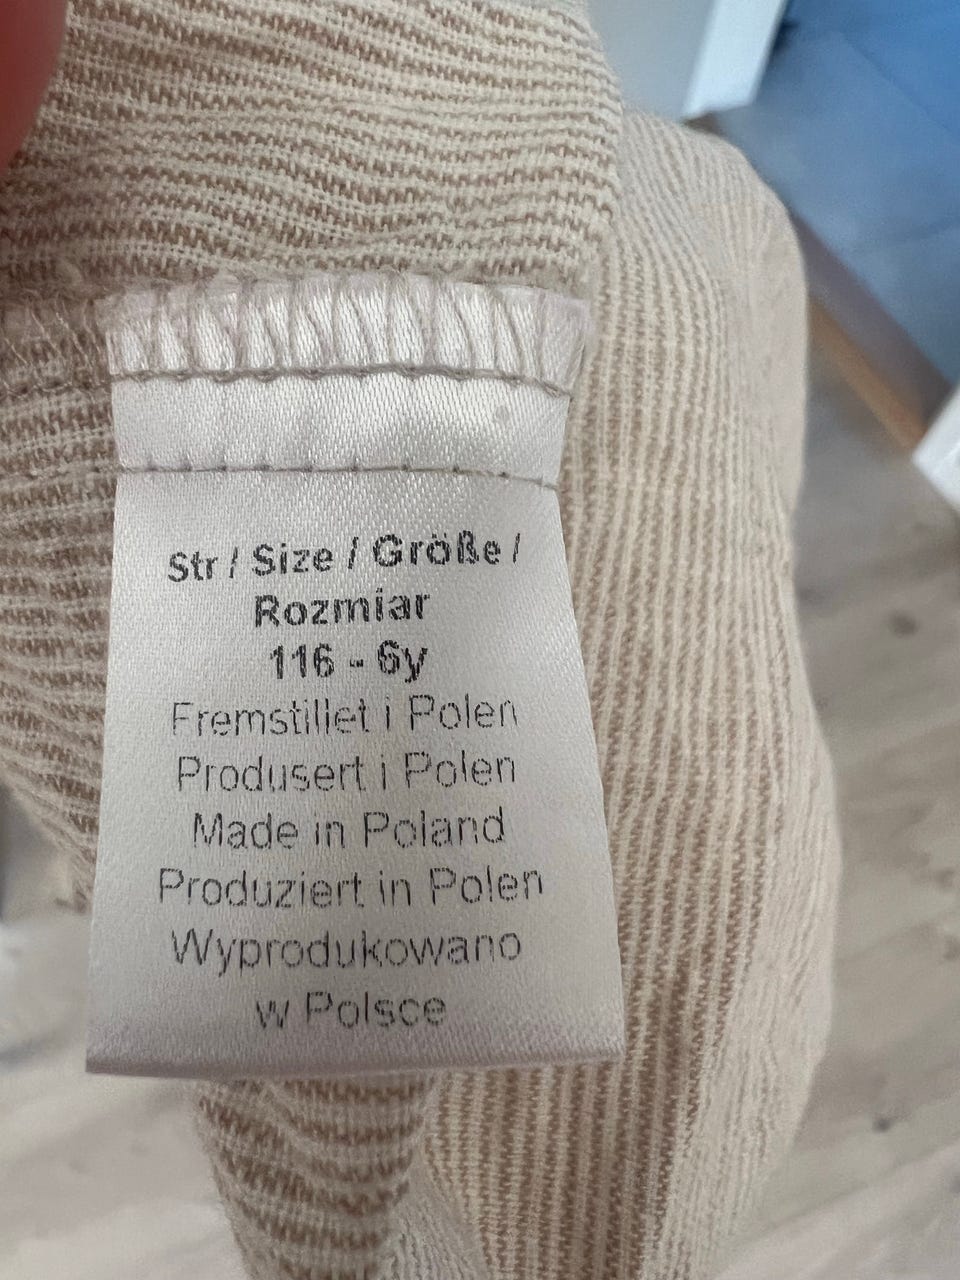 Str / Size / Größe /
Rozmiar
116 - 6y
Fremstillet i Polen
Produsert i Polen
Made in Poland
Produziert in Polen
Wyprodukowano
w Polsce